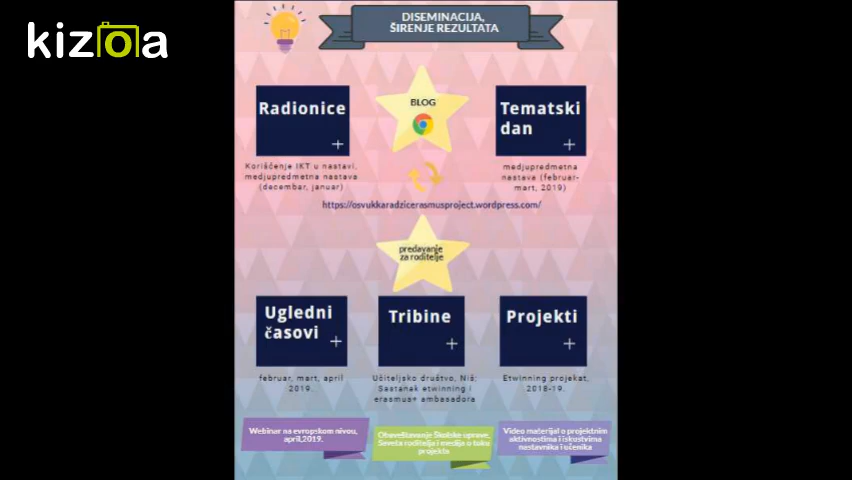 kizoa
DISEMINACIJA,
ŠIRENJE REZULTATA
Radionice
+
Korišćenje IKT u nastavi,
medjupredmetna nastava
(decembar, januar)
BLOG
Tematski
dan
+
medjupredmetna
nastava (februar-
mart, 2019)
https://osvukkaradzicerasmusproject.wordpress.com/
predavanje
za roditelje
Ugledni
časovi
+
februar, mart, april
2019.
Tribine
+
Učiteljsko društvo, Niš;
Sastanak etwinning i
erasmus+ ambasadora
Projekti
+
Etwinning projekat,
2018-19.
Webinar na evropskom nivou,
april,2019.
Obaveštavanje Školske uprave,
Saveta roditelja i medija o toku
projekta
Video materijal o projektnim
aktivnostima i iskustvima
nastavnika i učenika